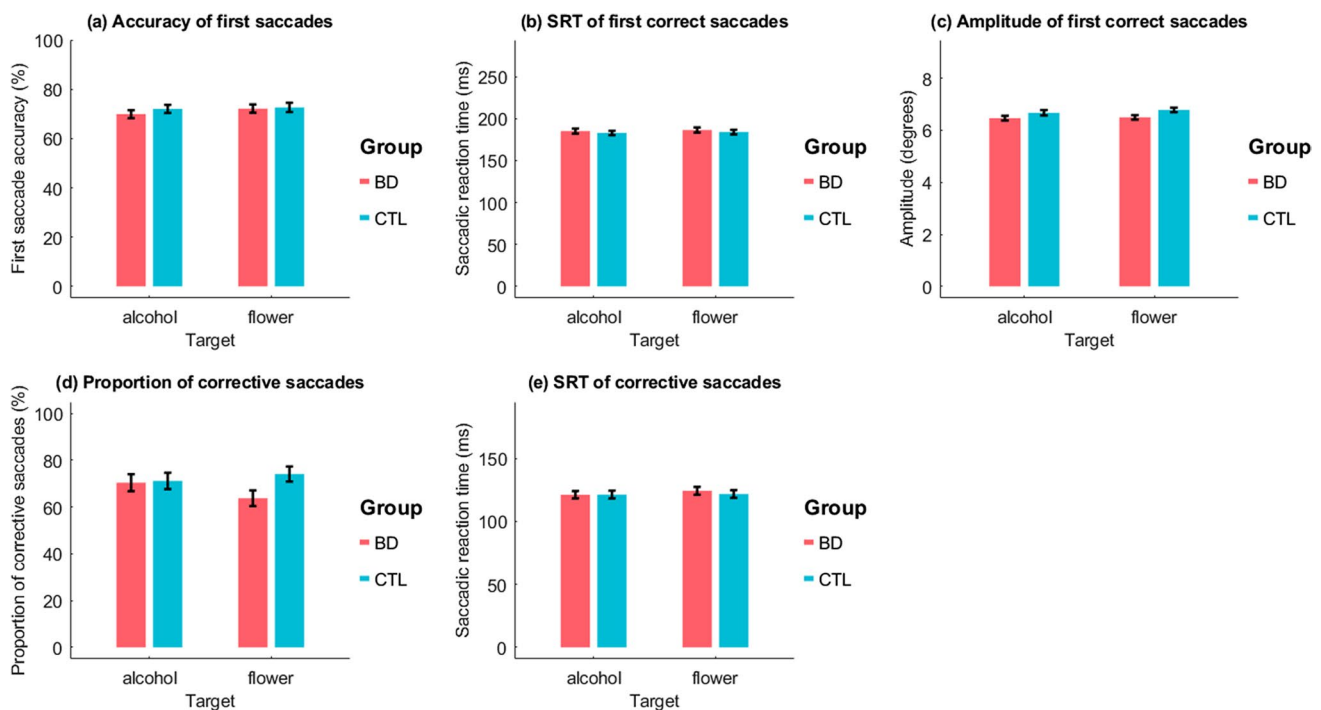 (a) Accuracy of first saccades
First saccade accuracy (%)
100
80
60
40
20
0
alcohol flower
Target
Group
BD
CTL
(b) SRT of first correct saccades
Saccadic reaction time (ms)
250
200
150
100
50
0
alcohol flower
Target
Group
BD
CTL
(c) Amplitude of first correct saccades
Amplitude (degrees)
8
6
4
2
0
alcohol flower
Target
Group
BD
CTL
(d) Proportion of corrective saccades
Proportion of corrective saccades (%)
100
80
60
40
20
0
alcohol flower
Target
Group
BD
CTL
(e) SRT of corrective saccades
Saccadic reaction time (ms)
150
100
50
0
alcohol flower
Target
Group
BD
CTL